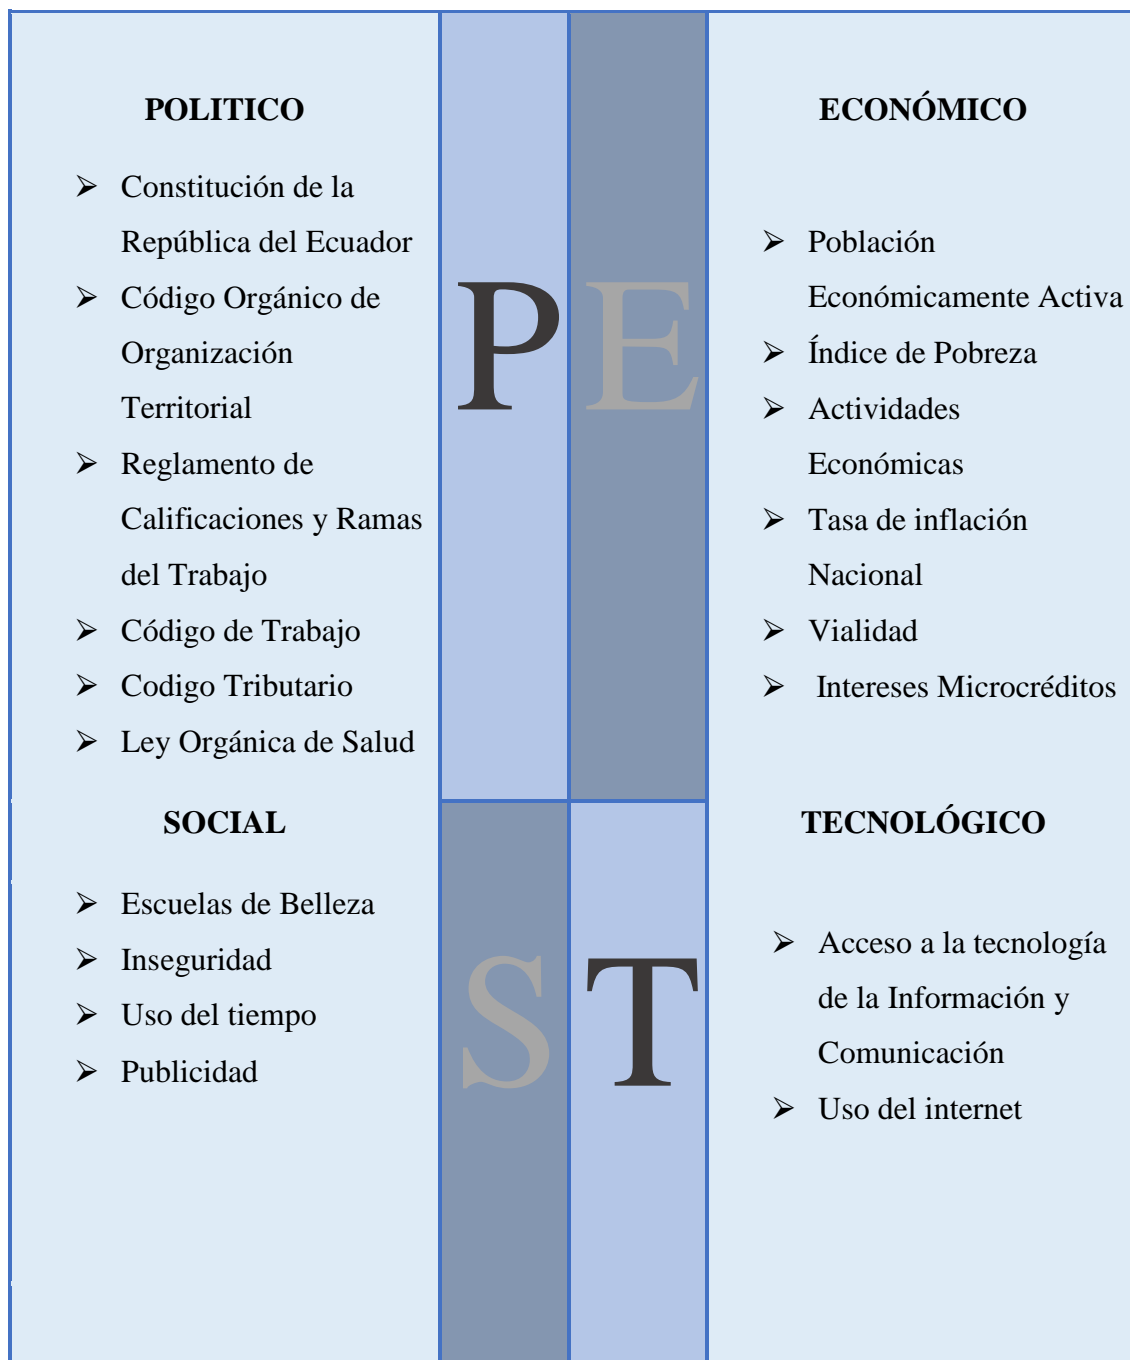 POLITICO
➢ Constitución de la
República del Ecuador
➢ Código Orgánico de
Organización
Territorial
➢ Reglamento de
Calificaciones y Ramas
del Trabajo
➢ Código de Trabajo
➢ Codigo Tributario
➢ Ley Orgánica de Salud
P
E
ECONÓMICO
➢ Población
Económicamente Activa
➢ Índice de Pobreza
➢ Actividades
Económicas
➢ Tasa de inflación
Nacional
➢ Vialidad
➢ Intereses Microcréditos
SOCIAL
➢ Escuelas de Belleza
➢ Inseguridad
➢ Uso del tiempo
➢ Publicidad
S
T
TECNOLÓGICO
➢ Acceso a la tecnología
de la Información y
Comunicación
➢ Uso del internet